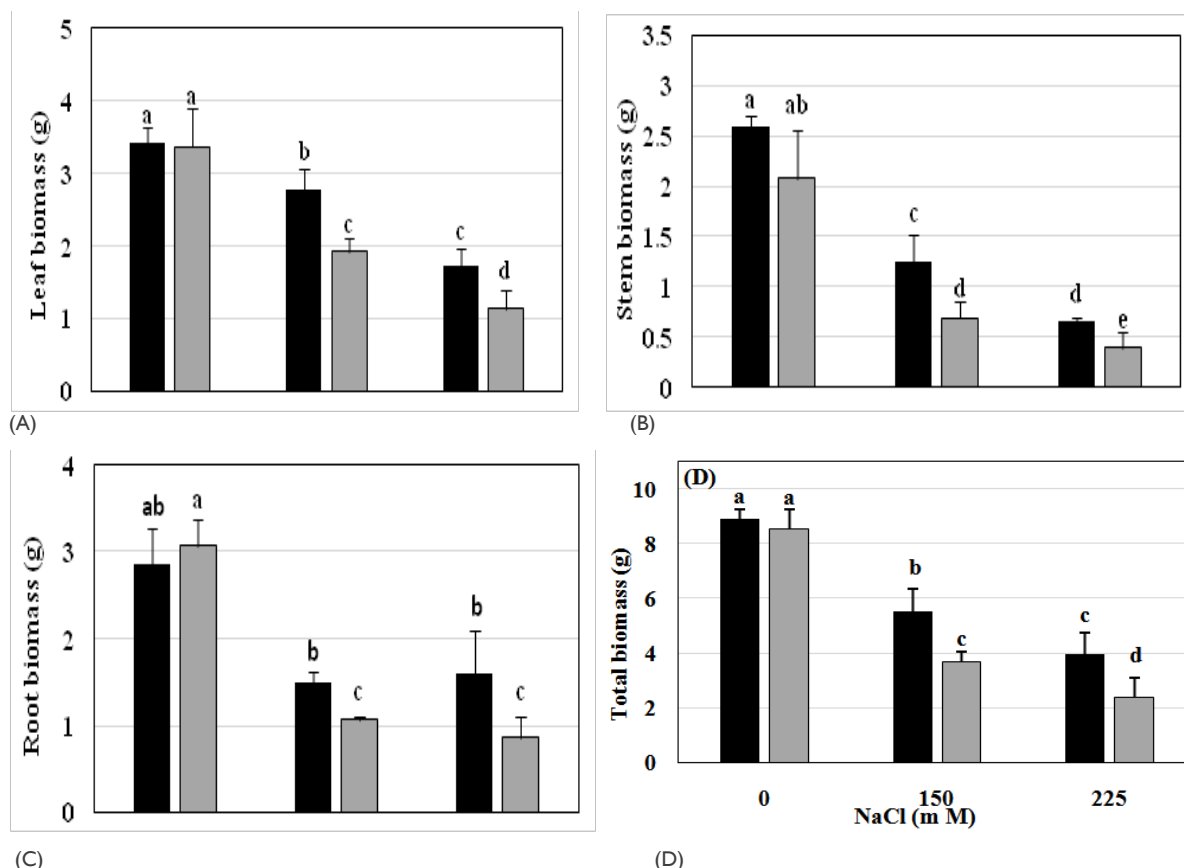 5
4
3
2
1
0
Leaf biomass (g)
a
a
b
c
c
d
(A)
3.5
3
2.5
2
1.5
1
0.5
0
Stem biomass (g)
a
ab
c
d
d
e
(B)
4
3
2
1
0
Root biomass (g)
ab
a
b
c
b
c
(C)
(D)
10
8
6
4
2
0
Total biomass (g)
a
a
b
c
c
d
0 150 225
NaCl (m M)
(D)